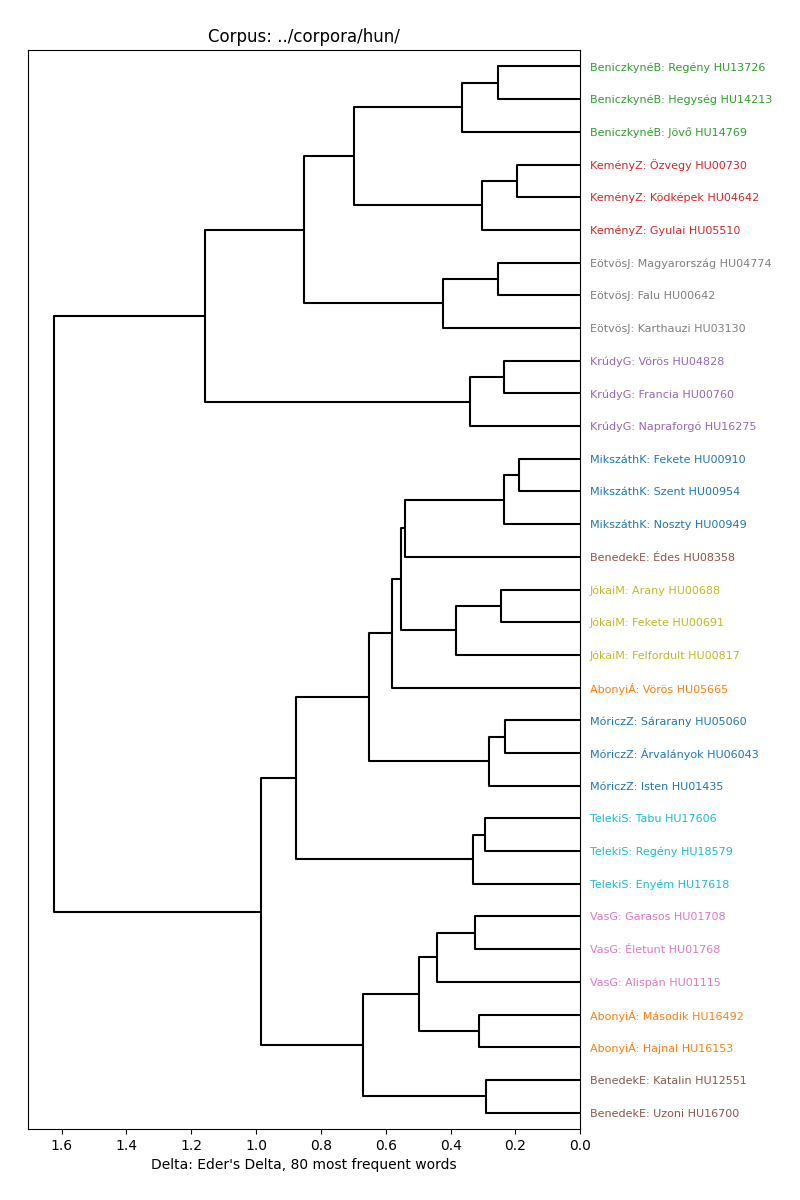 Corpus: ../corpora/hun/
BeniczkynéB: Regény HU13726
BeniczkynéB: Hegység HU14213
BeniczkynéB: Jövő HU14769
KeményZ: Özvegy HU00730
KeményZ: Ködképek HU04642
KeményZ: Gyulai HU05510
EötvösJ: Magyarország HU04774
EötvösJ: Falu HU00642
EötvösJ: Karthauzi HU03130
KrúdyG: Vörös HU04828
KrúdyG: Francia HU00760
KrúdyG: Napraforgó HU16275
MikszáthK: Fekete HU00910
MikszáthK: Szent HU00954
MikszáthK: Noszty HU00949
BenedekE: Édes HU08358
JókaiM: Arany HU00688
JókaiM: Fekete HU00691
JókaiM: Felfordult HU00817
AbonyiÁ: Vörös HU05665
MóriczZ: Sárarany HU05060
MóriczZ: Árvalányok HU06043
MóriczZ: Isten HU01435
TelekiS: Tabu HU17606
TelekiS: Regény HU18579
TelekiS: Enyém HU17618
VasG: Garasos HU01708
VasG: Életunt HU01768
VasG: Alispán HU01115
AbonyiÁ: Második HU16492
AbonyiÁ: Hajnal HU16153
BenedekE: Katalin HU12551
BenedekE: Uzoni HU16700
1.6 1.4 1.2 1.0 0.8 0.6 0.4 0.2 0.0
Delta: Eder's Delta, 80 most frequent words